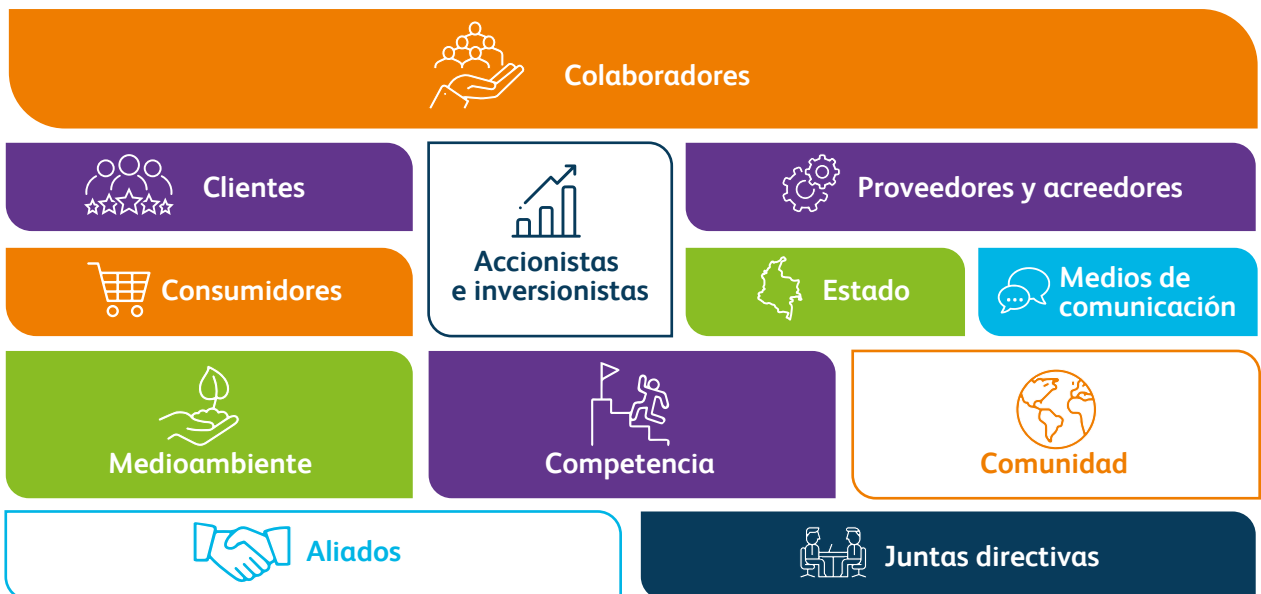 Colaboradores
Clientes
Accionistas
e inversionistas
Proveedores y acreedores
Consumidores
Estado
Medios de
comunicación
Medioambiente
Competencia
Comunidad
Aliados
Juntas directivas